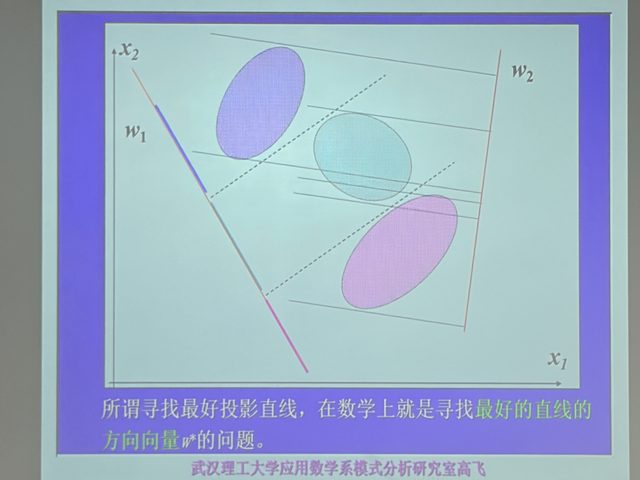 x₂
w₂
w₁
x₁
所谓寻找最好投影直线，在数学上就是寻找最好的直线的
方向向量w*的问题。
武汉理工大学应用数学系模式分析研究室高飞